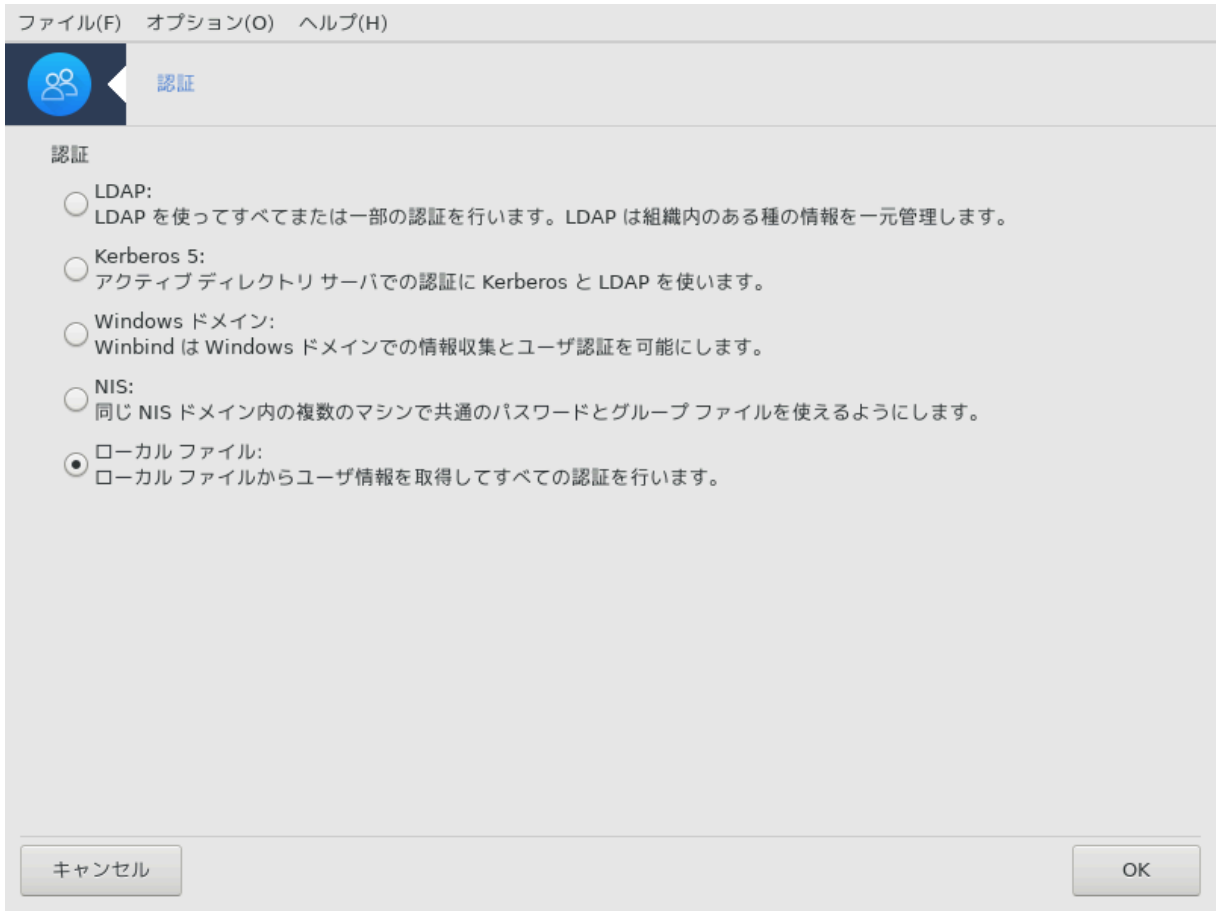 ファイル(F) オプション(O) ヘルプ(H)
認証
認証
LDAP:
LDAP を使ってすべてまたは一部の認証を行います。LDAP は組織内のある種の情報を一元管理します。
Kerberos 5:
アクティブ ディレクトリ サーバでの認証に Kerberos と LDAP を使います。
Windows ドメイン:
Winbind は Windows ドメインでの情報収集とユーザ認証を可能にします。
NIS:
同じ NIS ドメイン内の複数のマシンで共通のパスワードとグループ ファイルを使えるようにします。
ローカル ファイル:
ローカル ファイルからユーザ情報を取得してすべての認証を行います。
キャンセル OK